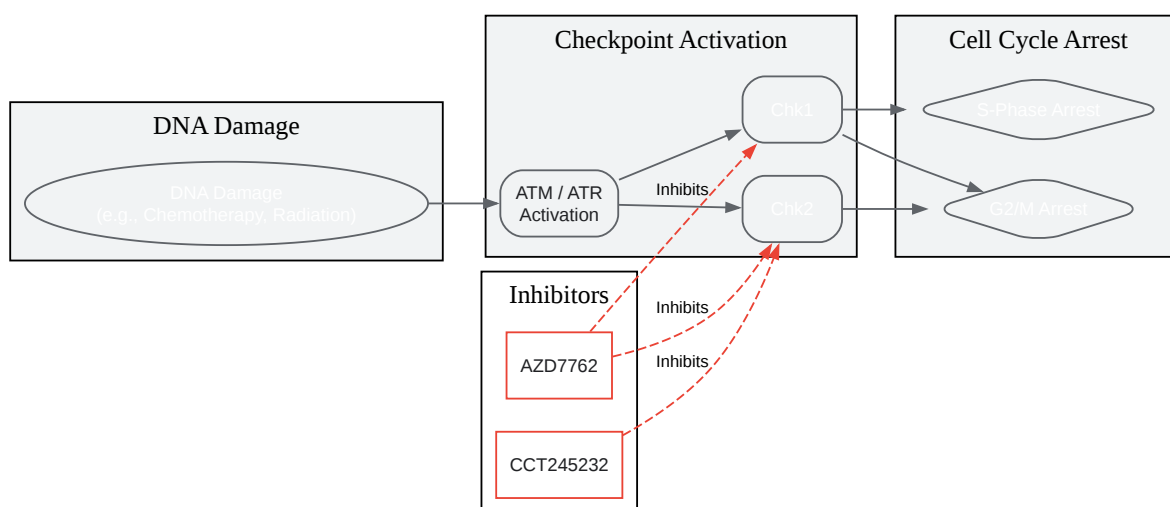 DNA Damage
DNA Damage
(e.g., Chemotherapy, Radiation)
Checkpoint Activation
ATM / ATR
Activation
Chk1
Chk2
Cell Cycle Arrest
S-Phase Arrest
G2/M Arrest
Inhibits
Inhibits
Inhibits
Inhibitors
AZD7762
CCT245232